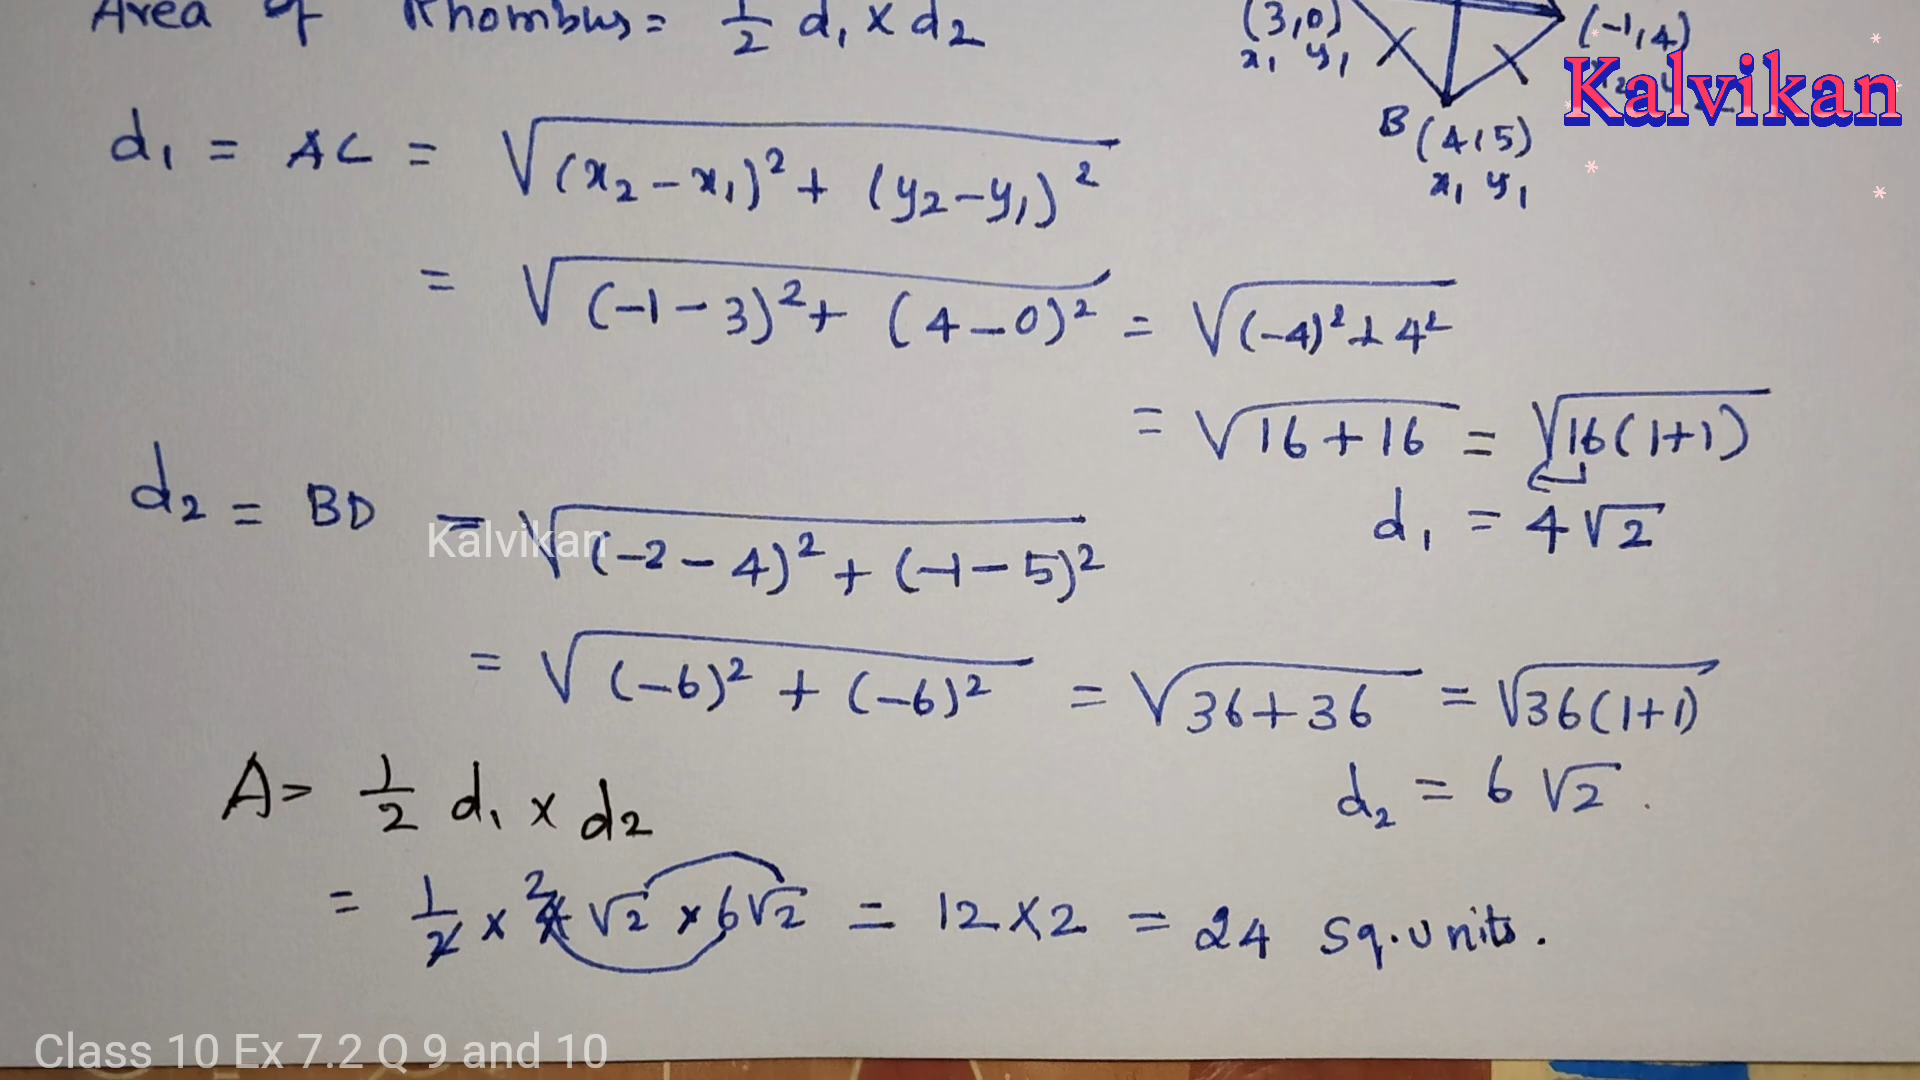 Area of Rhombus = 1/2 d₁ × d₂
(3,0)
x₁ y₁
(-1,4)
Kalvikan
B (4,5)
x₁ y₁
d₁ = AC = √((x₂-x₁)² + (y₂-y₁)²)
= √((-1-3)² + (4-0)²) = √((-4)² + 4²)
= √(16+16) = √(16(1+1))
d₁ = 4√2
d₂ = BD = √((-2-4)² + (-1-5)²)
Kalvikan
= √((-6)² + (-6)²) = √(36+36) = √(36(1+1))
d₂ = 6√2.
A = 1/2 d₁ × d₂
= 1/2 × 4 2 √2 × 6√2 = 12×2 = 24 sq.units.
Class 10 Ex 7.2 Q 9 and 10